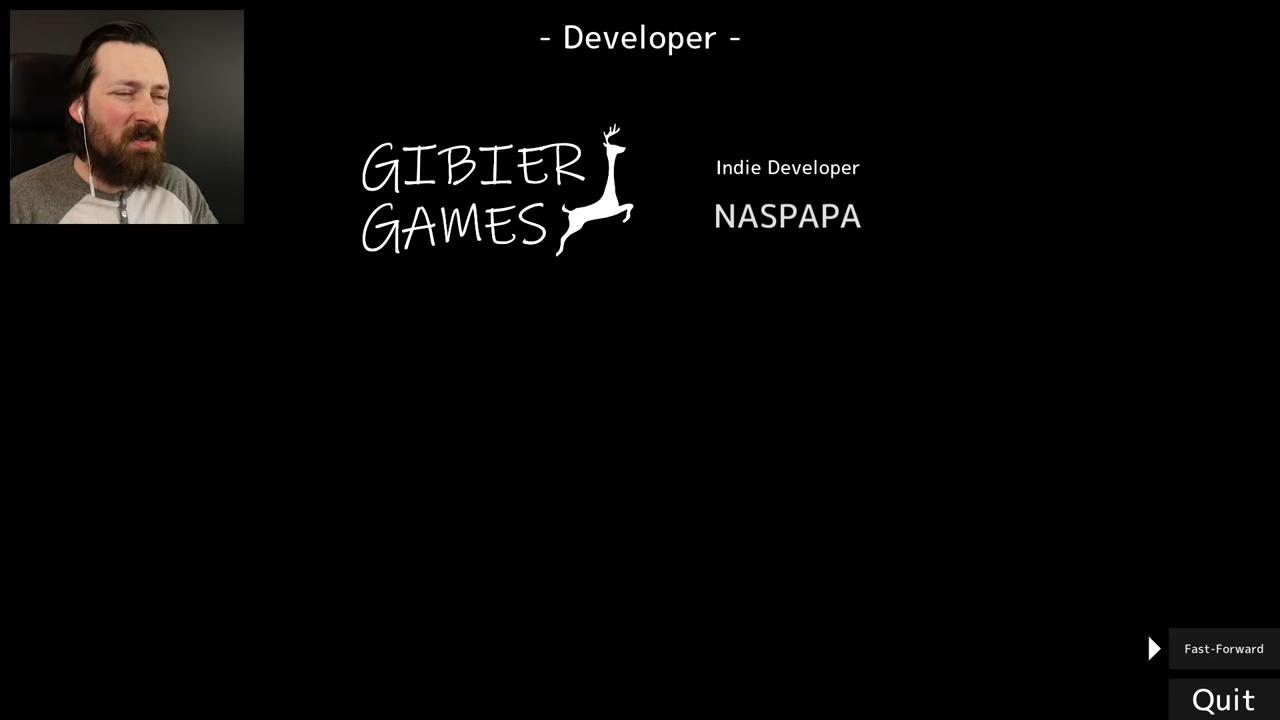 - Developer -
GIBIER
GAMES
Indie Developer
NASPAPA
Fast-Forward
Quit